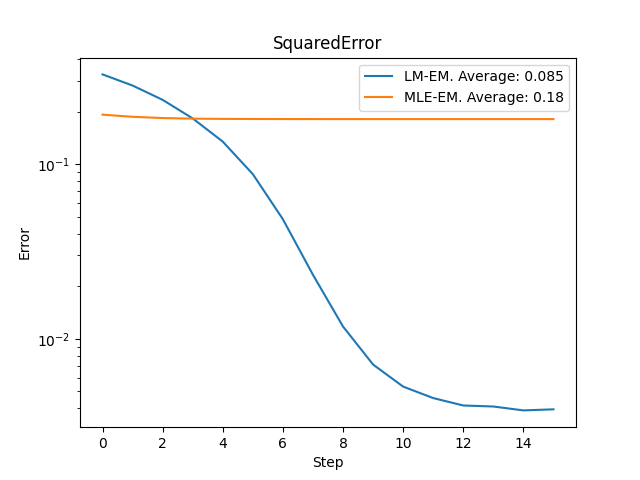 SquaredError
LM-EM. Average: 0.085
MLE-EM. Average: 0.18
10⁻¹
10⁻²
Error
0 2 4 6 8 10 12 14
Step